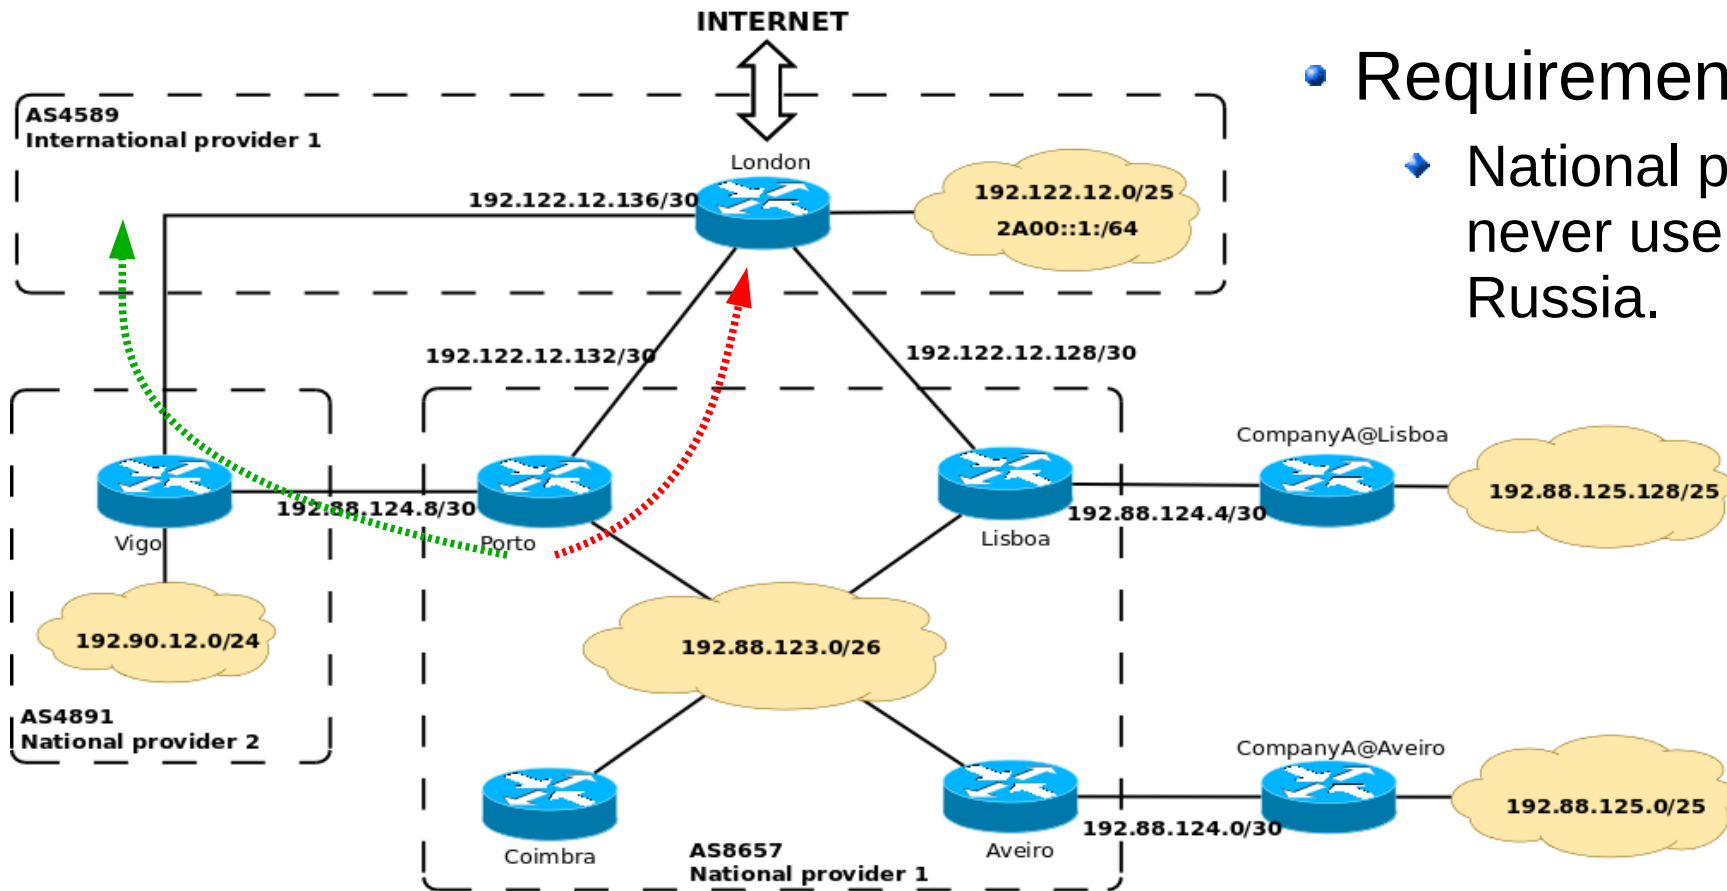 INTERNET
AS4589
International provider 1
London
192.122.12.136/30
192.122.12.0/25
2A00::1:/64
192.122.12.132/30
192.122.12.128/30
Vigo
192.88.124.8/30
Porto
Lisboa
192.88.124.4/30
CompanyA@Lisboa
192.88.125.128/25
192.90.12.0/24
AS4891
National provider 2
192.88.123.0/26
Coimbra
AS8657
National provider 1
Aveiro
192.88.124.0/30
CompanyA@Aveiro
192.88.125.0/25
Requiremen
National p
never use
Russia.